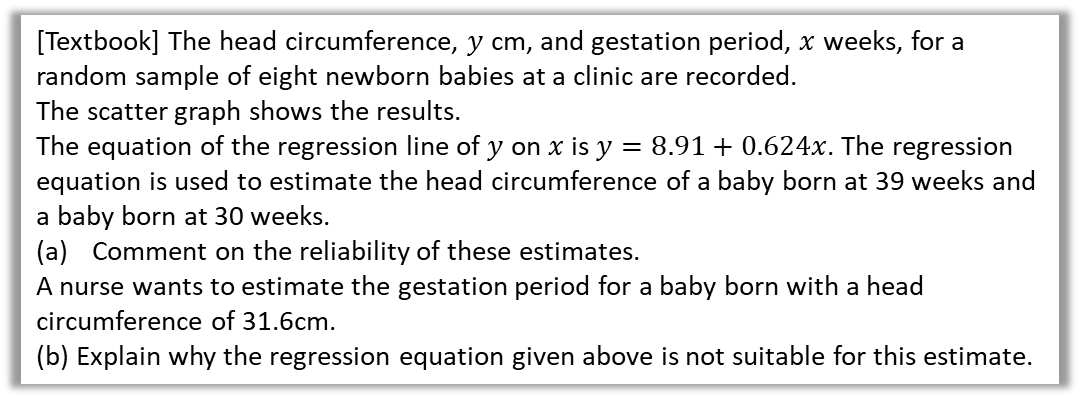 [Textbook] The head circumference, y cm, and gestation period, x weeks, for a
random sample of eight newborn babies at a clinic are recorded.
The scatter graph shows the results.
The equation of the regression line of y on x is y = 8.91 + 0.624x. The regression
equation is used to estimate the head circumference of a baby born at 39 weeks and
a baby born at 30 weeks.
(a) Comment on the reliability of these estimates.
A nurse wants to estimate the gestation period for a baby born with a head
circumference of 31.6cm.
(b) Explain why the regression equation given above is not suitable for this estimate.